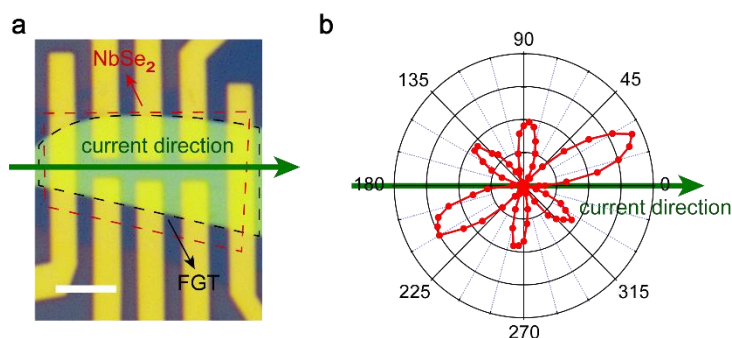 a
NbSe2
current direction
FGT
b
90
135
45
180
0
current direction
225
315
270